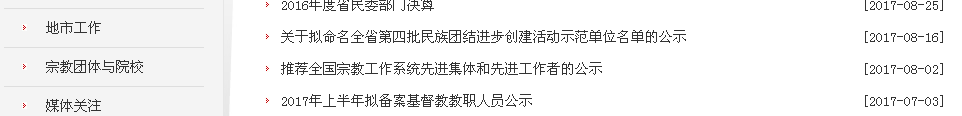 地市工作
宗教团体与院校
媒体关注
2016年度省民委部门决算 [2017-08-25]
关于拟命名全省第四批民族团结进步创建活动示范单位名单的公示 [2017-08-16]
推荐全国宗教工作系统先进集体和先进工作者的公示 [2017-08-02]
2017年上半年拟备案基督教教职人员公示 [2017-07-03]